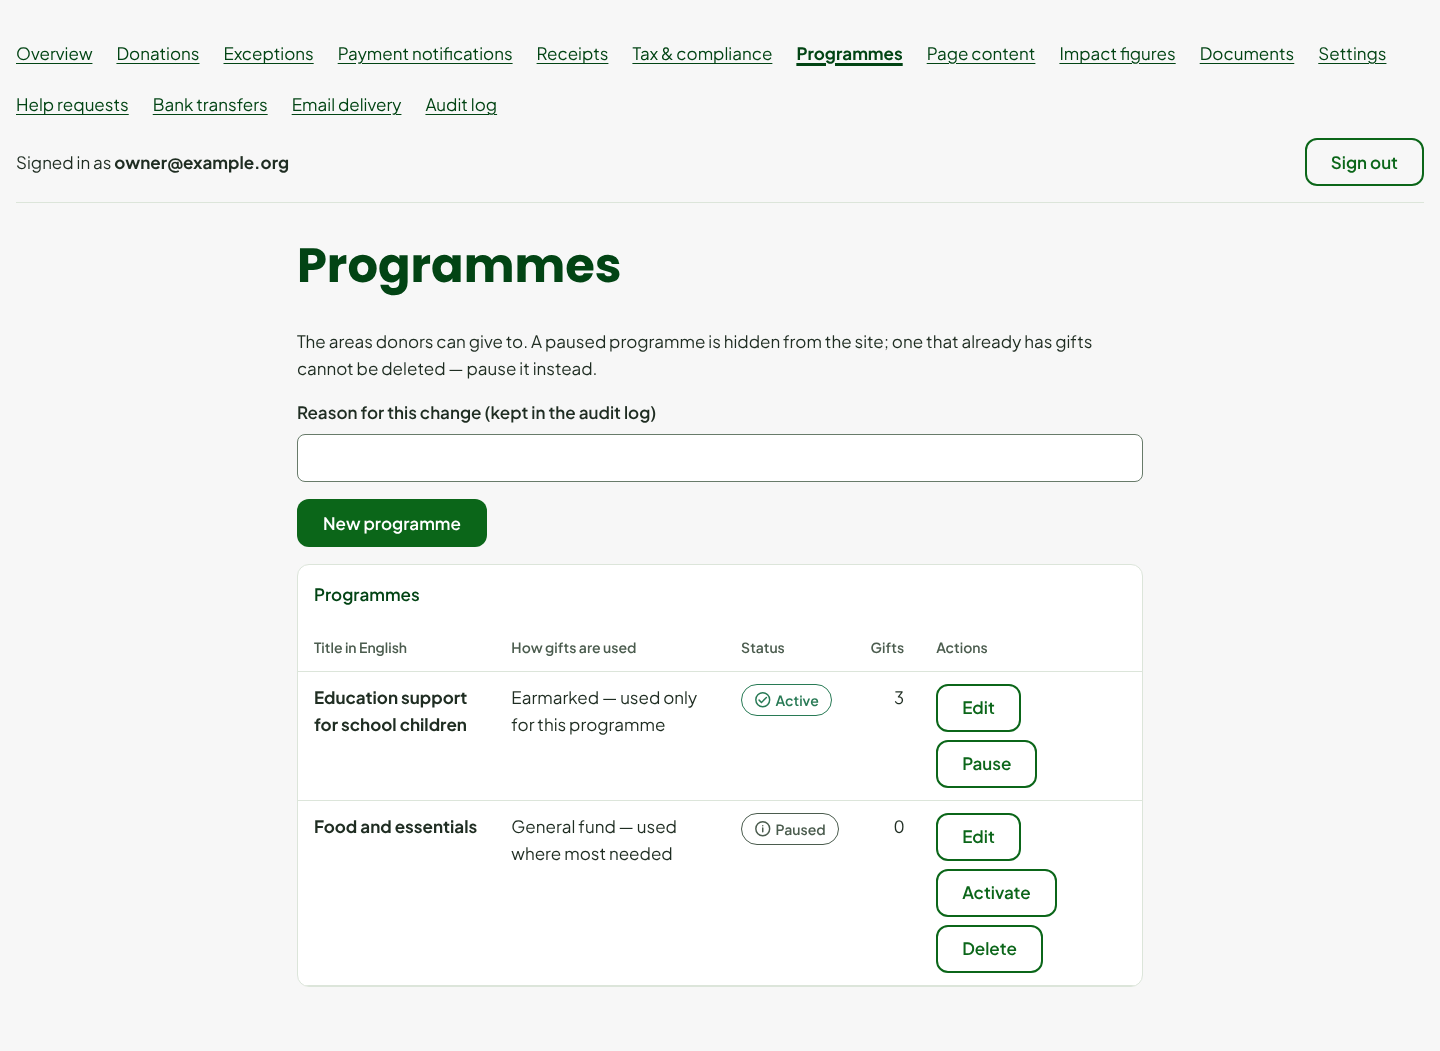 Overview Donations Exceptions Payment notifications Receipts Tax & compliance Programmes Page content Impact figures Documents Settings
Help requests Bank transfers Email delivery Audit log
Signed in as owner@example.org Sign out
Programmes
The areas donors can give to. A paused programme is hidden from the site; one that already has gifts
cannot be deleted — pause it instead.
Reason for this change (kept in the audit log)
New programme
Programmes
Title in English How gifts are used Status Gifts Actions
Education support Earmarked — used only Active 3 Edit
for school children for this programme
Pause
Food and essentials General fund — used Paused 0 Edit
where most needed
Activate
Delete